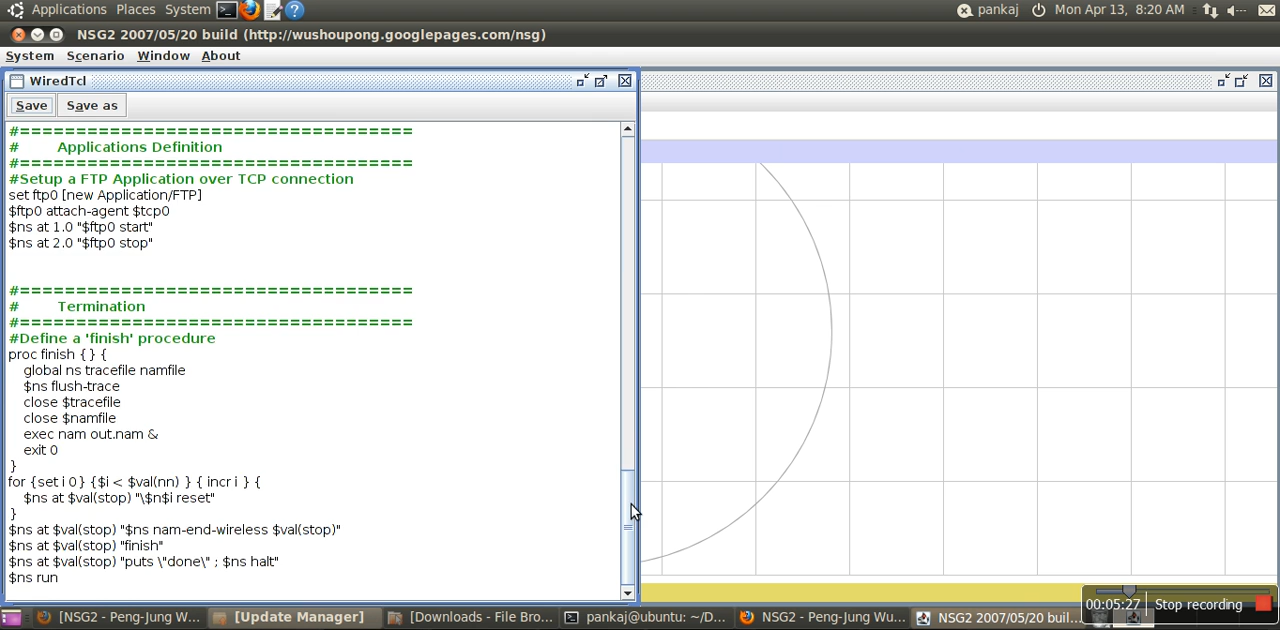 Applications Places System pankaj Mon Apr 13, 8:20 AM
NSG2 2007/05/20 build (http://wushoupong.googlepages.com/nsg)
System Scenario Window About
WiredTcl
Save Save as
#===================================
#        Applications Definition
#===================================
#Setup a FTP Application over TCP connection
set ftp0 [new Application/FTP]
$ftp0 attach-agent $tcp0
$ns at 1.0 "$ftp0 start"
$ns at 2.0 "$ftp0 stop"
#===================================
#        Termination
#===================================
#Define a 'finish' procedure
proc finish {} {
    global ns tracefile namfile
    $ns flush-trace
    close $tracefile
    close $namfile
    exec nam out.nam &
    exit 0
}
for {set i 0} {$i < $val(nn) } { incr i } {
    $ns at $val(stop) "\$n$i reset"
}
$ns at $val(stop) "$ns nam-end-wireless $val(stop)"
$ns at $val(stop) "finish"
$ns at $val(stop) "puts \"done\" ; $ns halt"
$ns run
00:05:27 Stop recording
[NSG2 - Peng-Jung W... [Update Manager] [Downloads - File Bro... pankaj@ubuntu: ~/D... NSG2 - Peng-Jung Wu... NSG2 2007/05/20 buil...